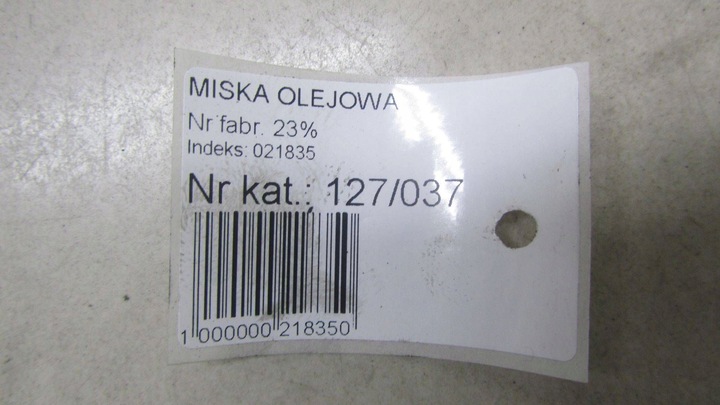 MISKA OLEJOWA
Nr fabr. 23%
Indeks: 021835
Nr kat.: 127/037
1 000000 218350